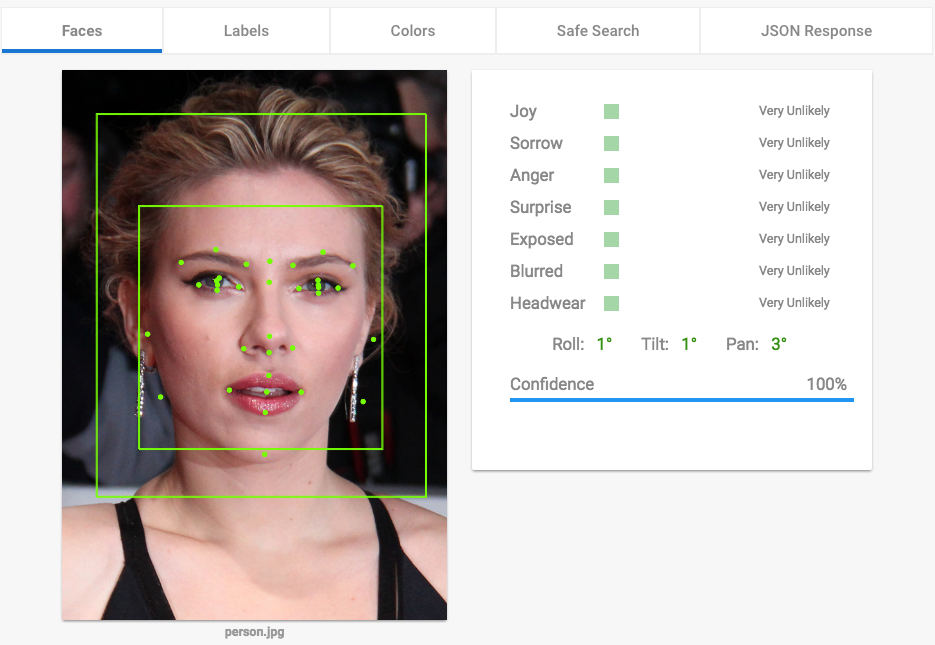 Faces Labels Colors Safe Search JSON Response
Joy Very Unlikely
Sorrow Very Unlikely
Anger Very Unlikely
Surprise Very Unlikely
Exposed Very Unlikely
Blurred Very Unlikely
Headwear Very Unlikely
Roll: 1° Tilt: 1° Pan: 3°
Confidence 100%
person.jpg